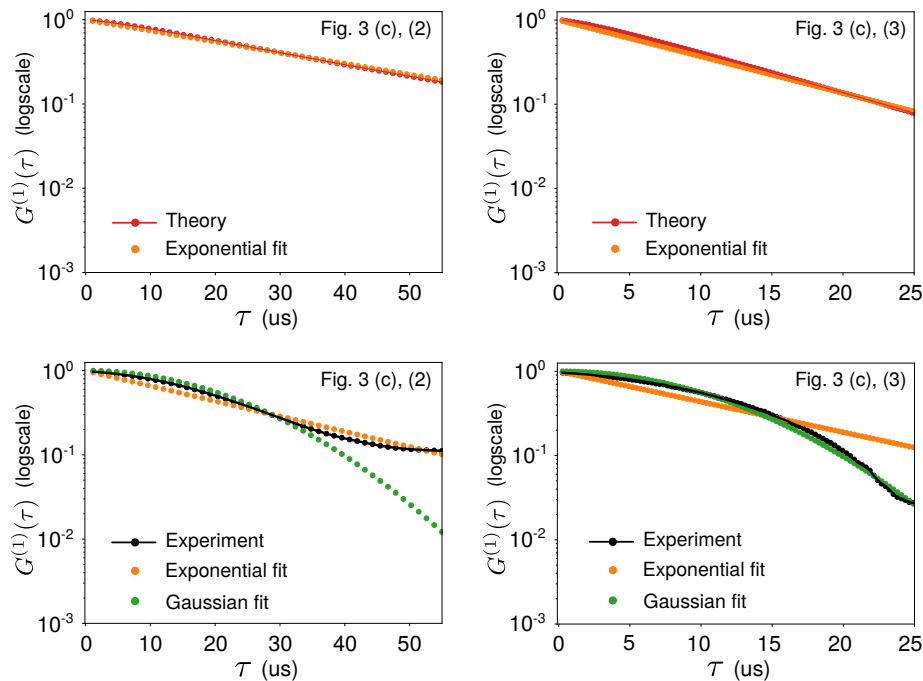 Fig. 3 (c), (2)
G^{(1)}(τ) (logscale)
10^0
10^{-1}
10^{-2}
10^{-3}
Theory
Exponential fit
0 10 20 30 40 50
τ (us)
Fig. 3 (c), (3)
G^{(1)}(τ) (logscale)
10^0
10^{-1}
10^{-2}
10^{-3}
Theory
Exponential fit
0 5 10 15 20 25
τ (us)
Fig. 3 (c), (2)
G^{(1)}(τ) (logscale)
10^0
10^{-1}
10^{-2}
10^{-3}
Experiment
Exponential fit
Gaussian fit
0 10 20 30 40 50
τ (us)
Fig. 3 (c), (3)
G^{(1)}(τ) (logscale)
10^0
10^{-1}
10^{-2}
10^{-3}
Experiment
Exponential fit
Gaussian fit
0 5 10 15 20 25
τ (us)